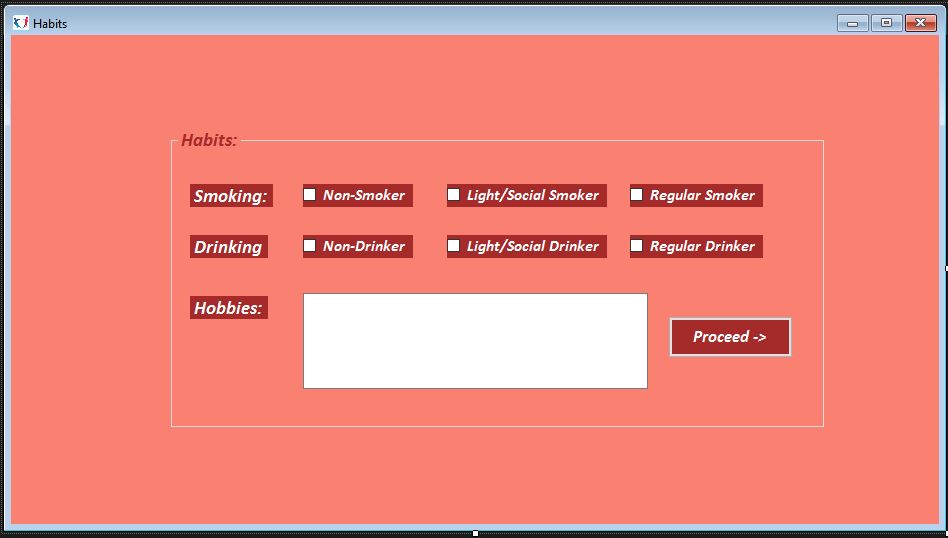 Habits
Habits:
Smoking: Non-Smoker Light/Social Smoker Regular Smoker
Drinking Non-Drinker Light/Social Drinker Regular Drinker
Hobbies:
Proceed ->